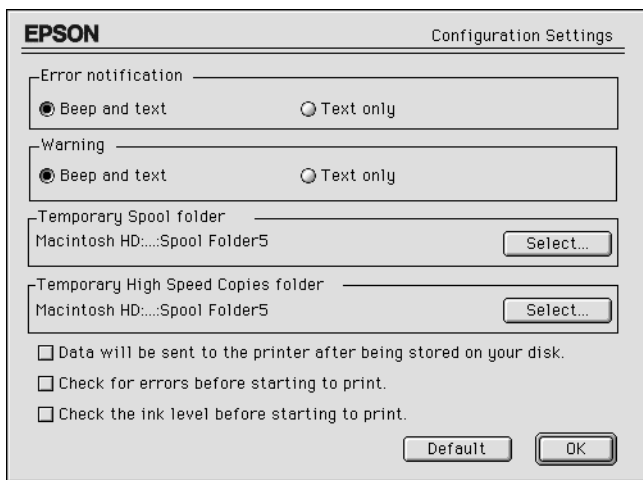 EPSON Configuration Settings
Error notification
Beep and text Text only
Warning
Beep and text Text only
Temporary Spool folder
Macintosh HD:...:Spool Folder5 Select...
Temporary High Speed Copies folder
Macintosh HD:...:Spool Folder5 Select...
Data will be sent to the printer after being stored on your disk.
Check for errors before starting to print.
Check the ink level before starting to print.
Default OK